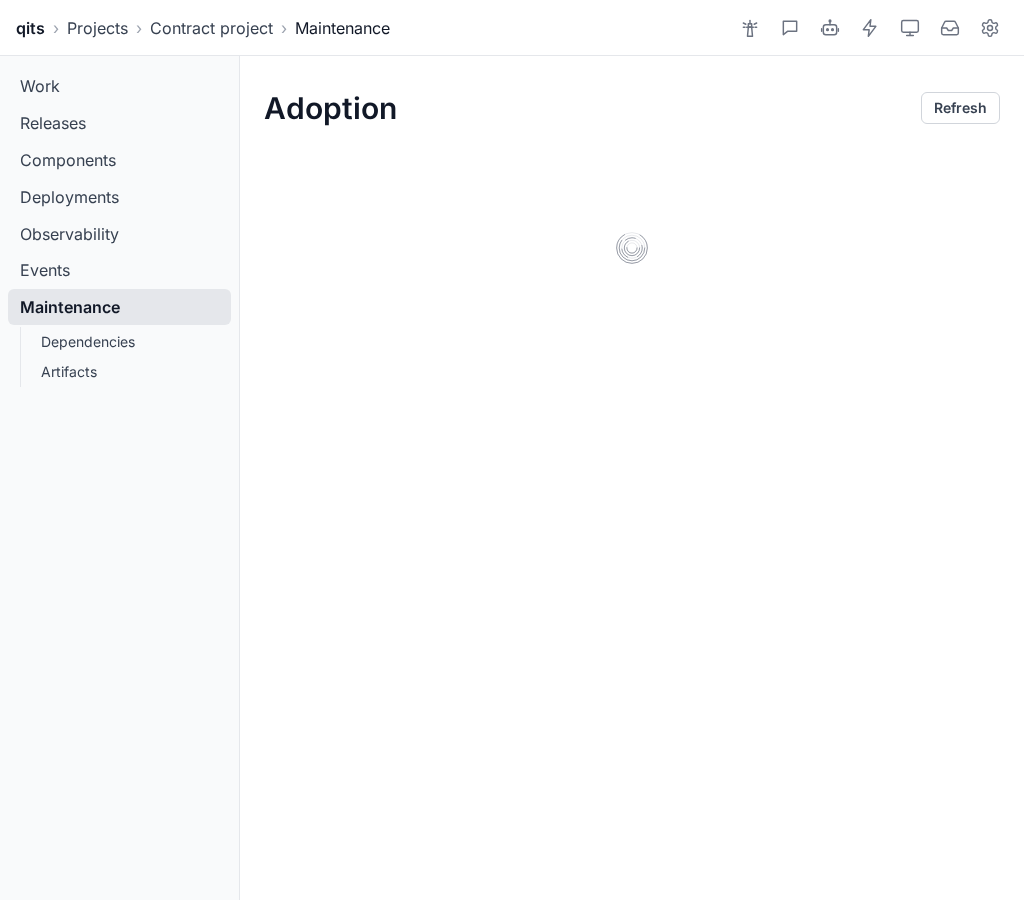 qits › Projects › Contract project › Maintenance
Work
Releases
Components
Deployments
Observability
Events
Maintenance
Dependencies
Artifacts
Adoption
Refresh